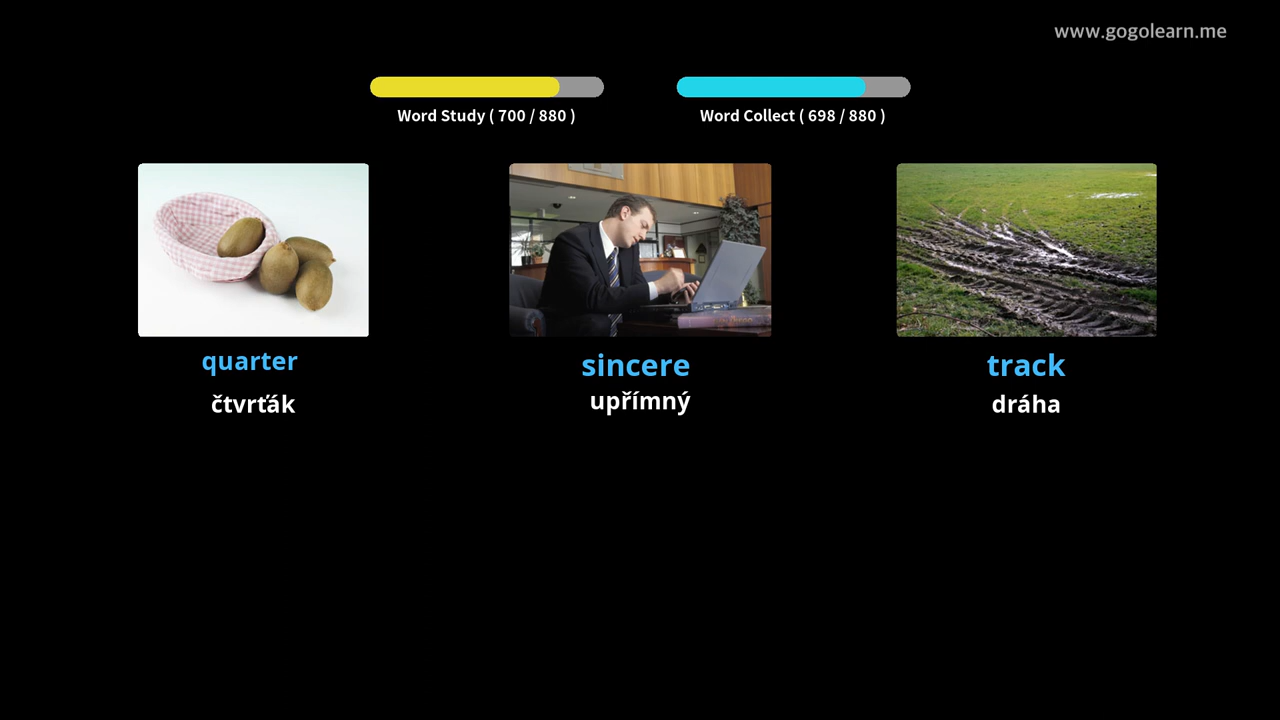 www.gogolearn.me
Word Study ( 700 / 880 )
Word Collect ( 698 / 880 )
quarter
čtvrťák
sincere
upřímný
track
dráha